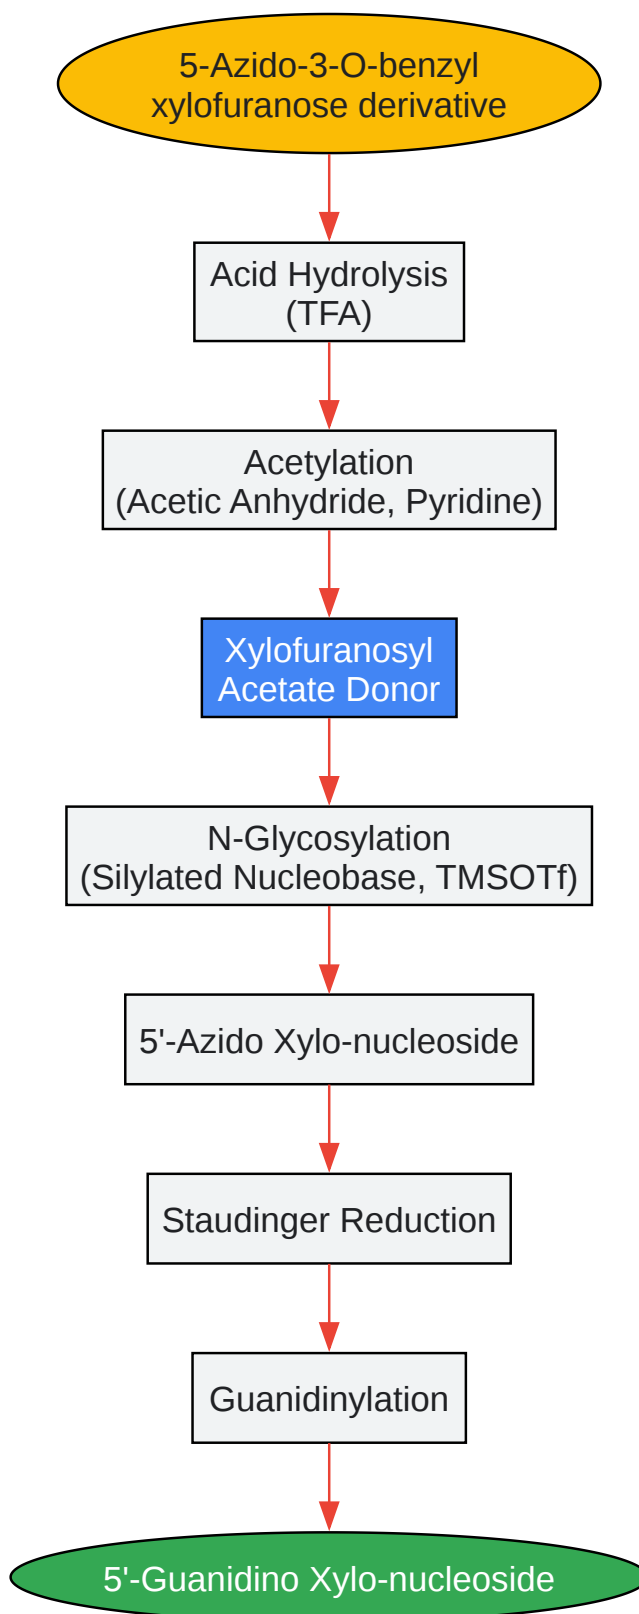 5-Azido-3-O-benzyl
xylofuranose derivative
Acid Hydrolysis
(TFA)
Acetylation
(Acetic Anhydride, Pyridine)
Xylofuranosyl
Acetate Donor
N-Glycosylation
(Silylated Nucleobase, TMSOTf)
5'-Azido Xylo-nucleoside
Staudinger Reduction
Guanidinylation
5'-Guanidino Xylo-nucleoside